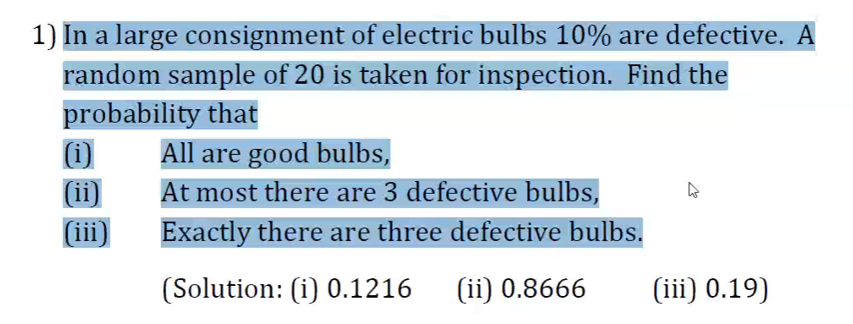 1) In a large consignment of electric bulbs 10% are defective. A
random sample of 20 is taken for inspection. Find the
probability that
(i) All are good bulbs,
(ii) At most there are 3 defective bulbs,
(iii) Exactly there are three defective bulbs.
(Solution: (i) 0.1216 (ii) 0.8666 (iii) 0.19)